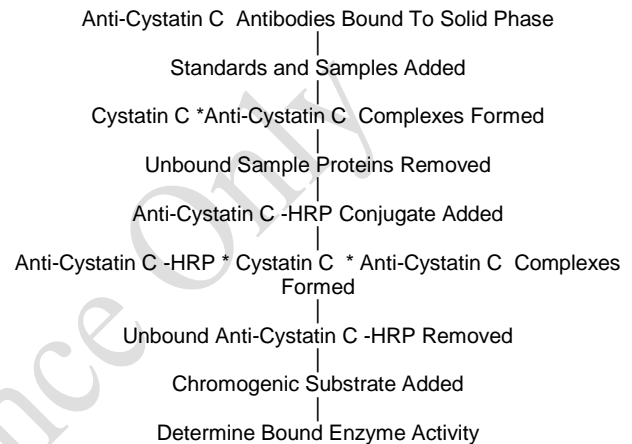 Anti-Cystatin C Antibodies Bound To Solid Phase
Standards and Samples Added
Cystatin C *Anti-Cystatin C Complexes Formed
Unbound Sample Proteins Removed
Anti-Cystatin C -HRP Conjugate Added
Anti-Cystatin C -HRP * Cystatin C * Anti-Cystatin C Complexes
Formed
Unbound Anti-Cystatin C -HRP Removed
Chromogenic Substrate Added
Determine Bound Enzyme Activity
nce Only